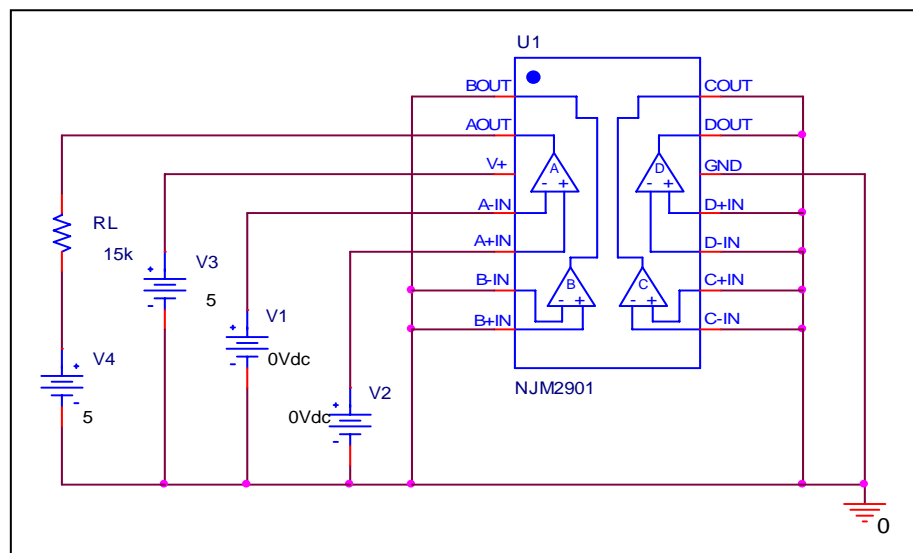 U1
BOUT
COUT
AOUT
DOUT
V+
GND
A
D
- +
- +
A-IN
D+IN
RL
15k
A+IN
D-IN
V3
5
B-IN
C+IN
B
C
- +
- +
V1
0Vdc
B+IN
C-IN
V4
5
V2
0Vdc
NJM2901
+
-
+
-
+
-
+
-
0